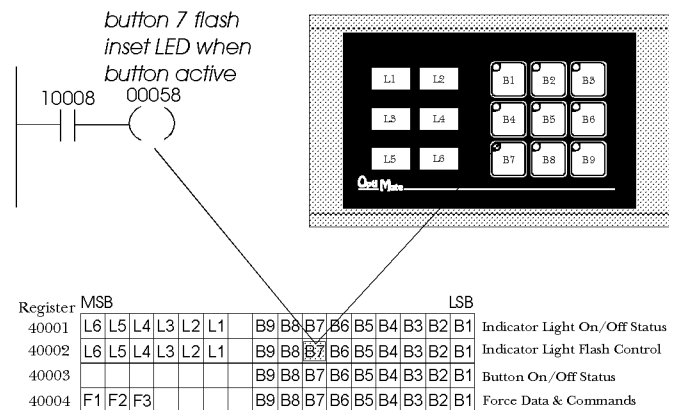 button 7 flash
inset LED when
button active
10008 00058
L1 L2 B1 B2 B3
L3 L4 B4 B5 B6
L5 L6 B7 B8 B9
Opti Mate
Register MSB LSB
40001 L6 L5 L4 L3 L2 L1 B9 B8 B7 B6 B5 B4 B3 B2 B1 Indicator Light On/Off Status
40002 L6 L5 L4 L3 L2 L1 B9 B8 B7 B6 B5 B4 B3 B2 B1 Indicator Light Flash Control
40003 B9 B8 B7 B6 B5 B4 B3 B2 B1 Button On/Off Status
40004 F1 F2 F3 B9 B8 B7 B6 B5 B4 B3 B2 B1 Force Data & Commands